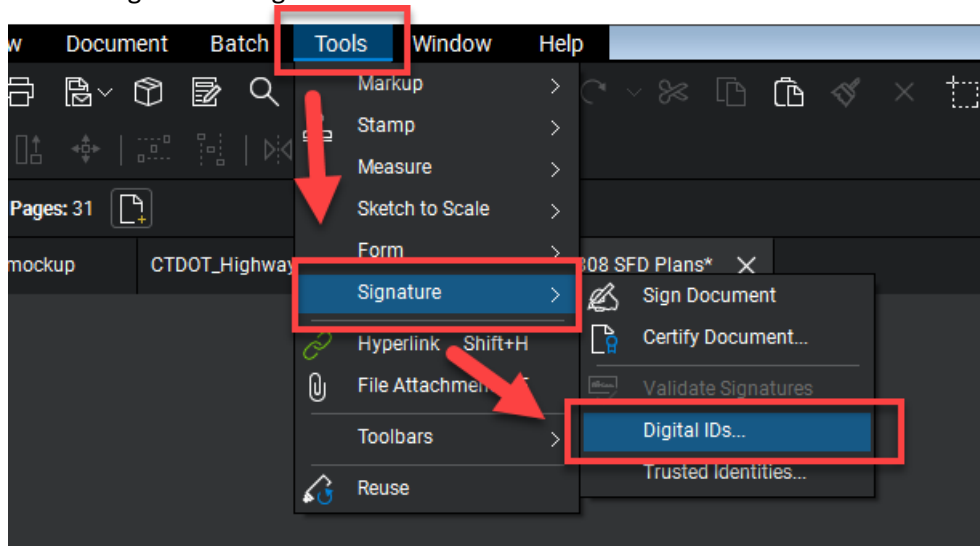 w Document Batch Tools Window Help
Markup
Stamp
Measure
Pages: 31
Sketch to Scale
Form
mockup CTDOT_Highway 308 SFD Plans*
Signature
Sign Document
Hyperlink Shift+H
Certify Document...
File Attachment
Validate Signatures
Toolbars
Digital IDs...
Trusted Identities...
Reuse